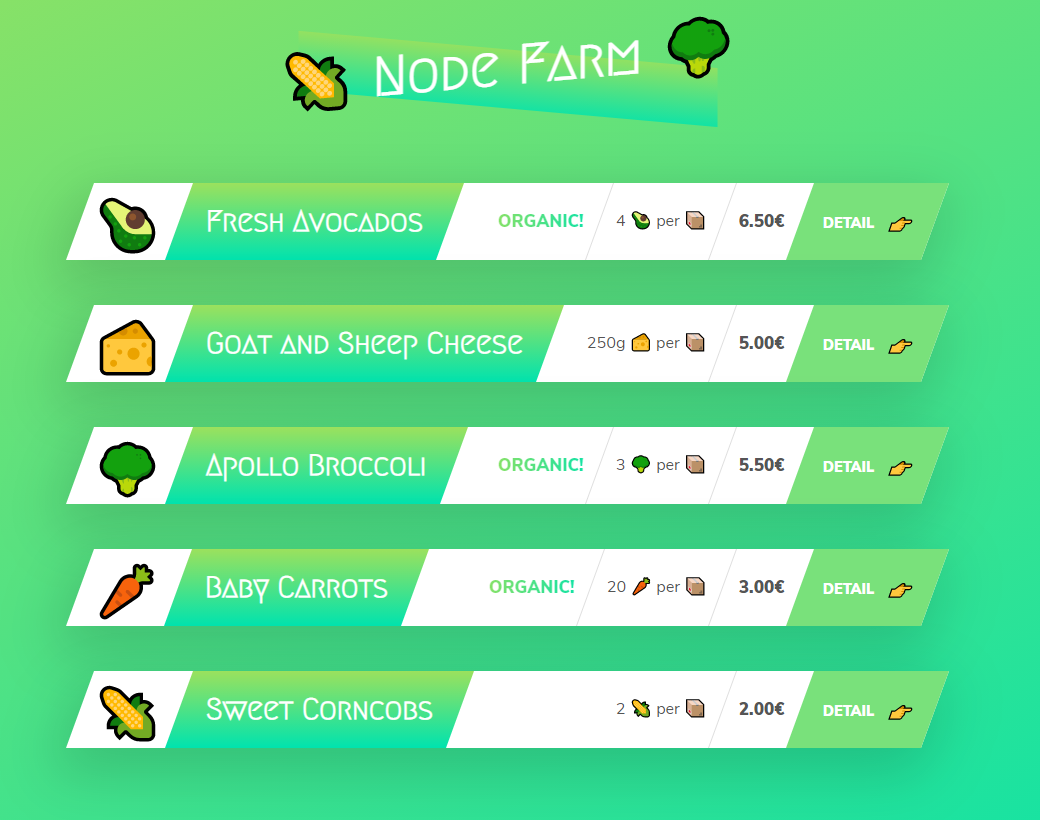 Node Farm
Fresh Avocados ORGANIC! 4 per 6.50€ DETAIL
Goat and Sheep Cheese 250g per 5.00€ DETAIL
Apollo Broccoli ORGANIC! 3 per 5.50€ DETAIL
Baby Carrots ORGANIC! 20 per 3.00€ DETAIL
Sweet Corncobs 2 per 2.00€ DETAIL